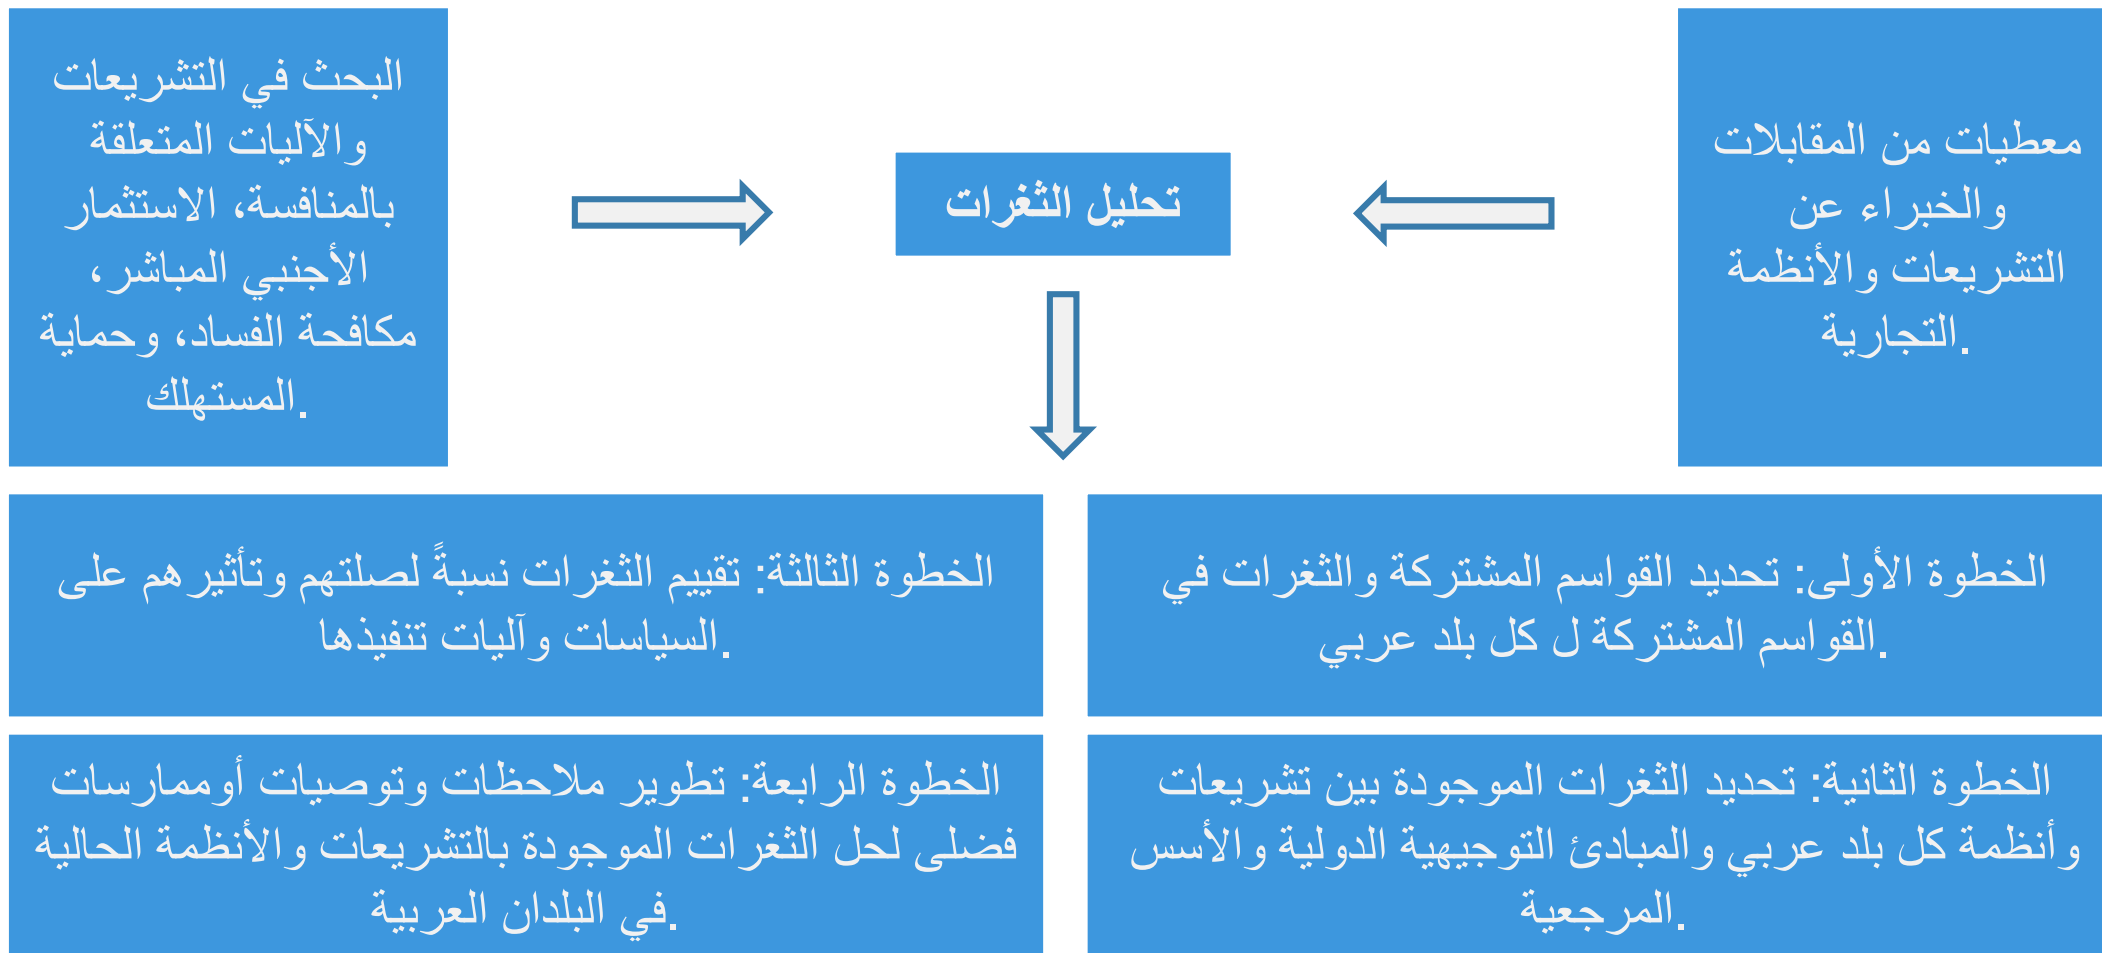 معطيات من المقابلات
والخبراء عن
التشريعات والأنظمة
التجارية.
تحليل الثغرات
البحث في التشريعات
والآليات المتعلقة
بالمنافسة، الاستثمار
الأجنبي المباشر،
مكافحة الفساد، وحماية
المستهلك.
الخطوة الأولى: تحديد القواسم المشتركة والثغرات في
القواسم المشتركة ل كل بلد عربي.
الخطوة الثانية: تحديد الثغرات الموجودة بين تشريعات
وأنظمة كل بلد عربي والمبادئ التوجيهية الدولية والأسس
المرجعية.
الخطوة الثالثة: تقييم الثغرات نسبةً لصلتهم وتأثيرهم على
السياسات وآليات تنفيذها.
الخطوة الرابعة: تطوير ملاحظات وتوصيات أوممارسات
فضلى لحل الثغرات الموجودة بالتشريعات والأنظمة الحالية
في البلدان العربية.